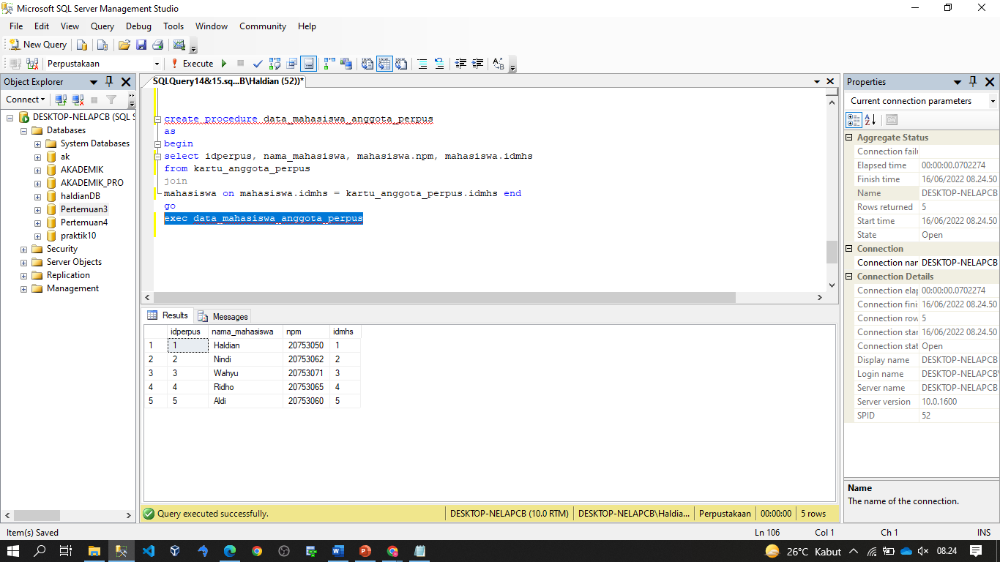 Microsoft SQL Server Management Studio
File Edit View Query Debug Tools Window Community Help
New Query
Perpustakaan Execute
Object Explorer
Connect
DESKTOP-NELAPCB (SQL S
Databases
System Databases
ak
AKADEMIK
AKADEMIK_PRO
haldianDB
Pertemuan3
Pertemuan4
praktik10
Security
Server Objects
Replication
Management
SQLQuery14&15.sq...B\Haldian (52))*
create procedure data_mahasiswa_anggota_perpus
as
begin
select idperpus, nama_mahasiswa, mahasiswa.npm, mahasiswa.idmhs
from kartu_anggota_perpus
join
mahasiswa on mahasiswa.idmhs = kartu_anggota_perpus.idmhs end
go
exec data_mahasiswa_anggota_perpus
Results Messages
idperpus nama_mahasiswa npm idmhs
1 1 Haldian 20753050 1
2 2 Nindi 20753062 2
3 3 Wahyu 20753071 3
4 4 Ridho 20753065 4
5 5 Aldi 20753060 5
Query executed successfully. DESKTOP-NELAPCB (10.0 RTM) DESKTOP-NELAPCB\Haldia... Perpustakaan 00:00:00 5 rows
Properties
Current connection parameters
Aggregate Status
Connection failu
Elapsed time 00:00:00.0702274
Finish time 16/06/2022 08.24.50
Name DESKTOP-NELAPCB
Rows returned 5
Start time 16/06/2022 08.24.50
State Open
Connection
Connection nar DESKTOP-NELAPCB
Connection Details
Connection elap 00:00:00.0702274
Connection fini 16/06/2022 08.24.50
Connection row 5
Connection star 16/06/2022 08.24.50
Connection stat Open
Display name DESKTOP-NELAPCB
Login name DESKTOP-NELAPCB\
Server name DESKTOP-NELAPCB
Server version 10.0.1600
SPID 52
Name
The name of the connection.
Item(s) Saved Ln 106 Col 1 Ch 1 INS
26°C Kabut 08.24